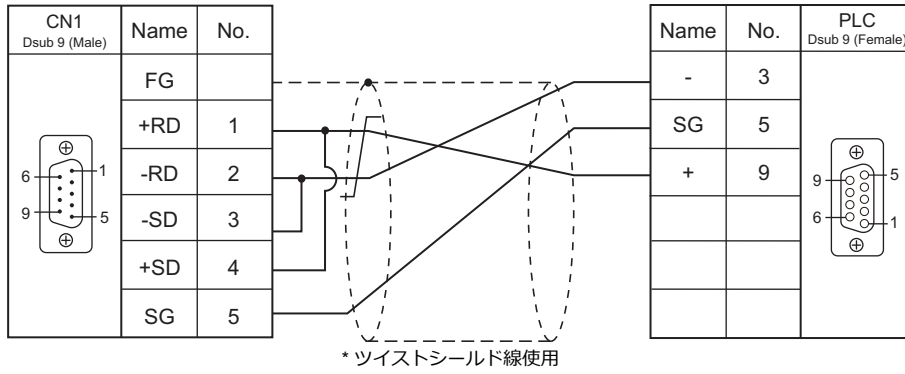 CN1
Dsub 9 (Male)
Name No.
FG
+RD 1
-RD 2
-SD 3
+SD 4
SG 5
6 1
9 5
Name No.
- 3
SG 5
+ 9
PLC
Dsub 9 (Female)
9 5
6 1
* ツイストシールド線使用